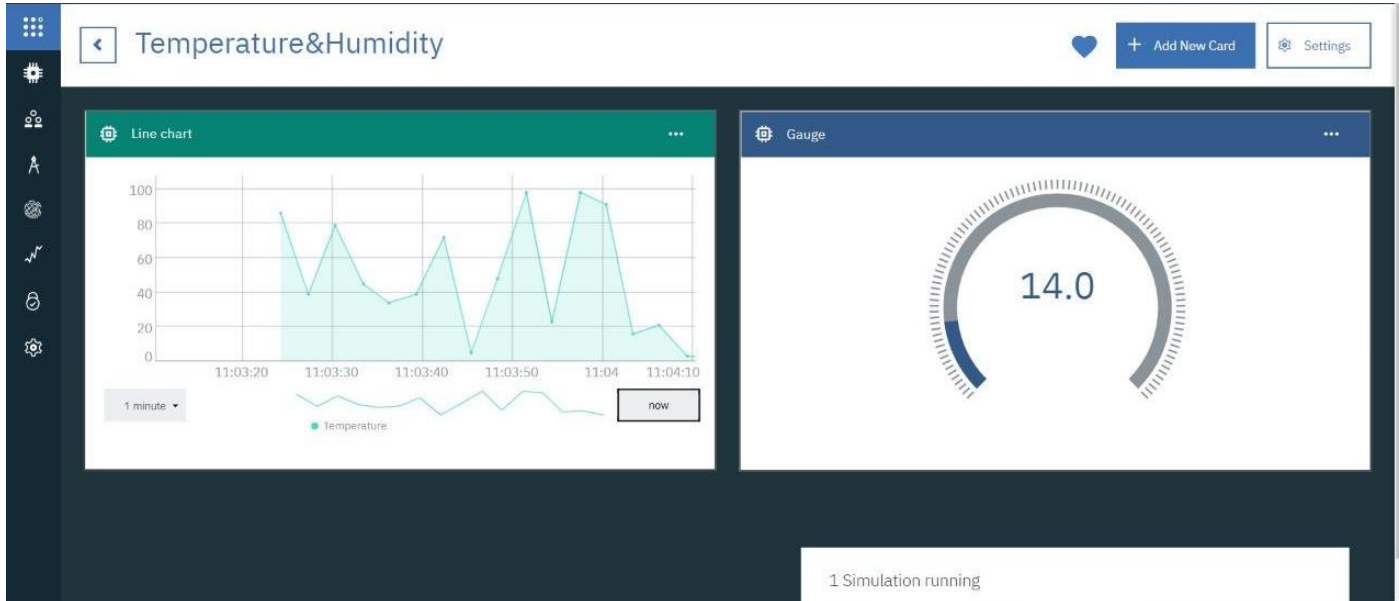 Temperature&Humidity
+ Add New Card
Settings
Line chart
...
Gauge
...
100
80
60
40
20
0
11:03:20 11:03:30 11:03:40 11:03:50 11:04 11:04:10
1 minute
now
Temperature
14.0
1 Simulation running